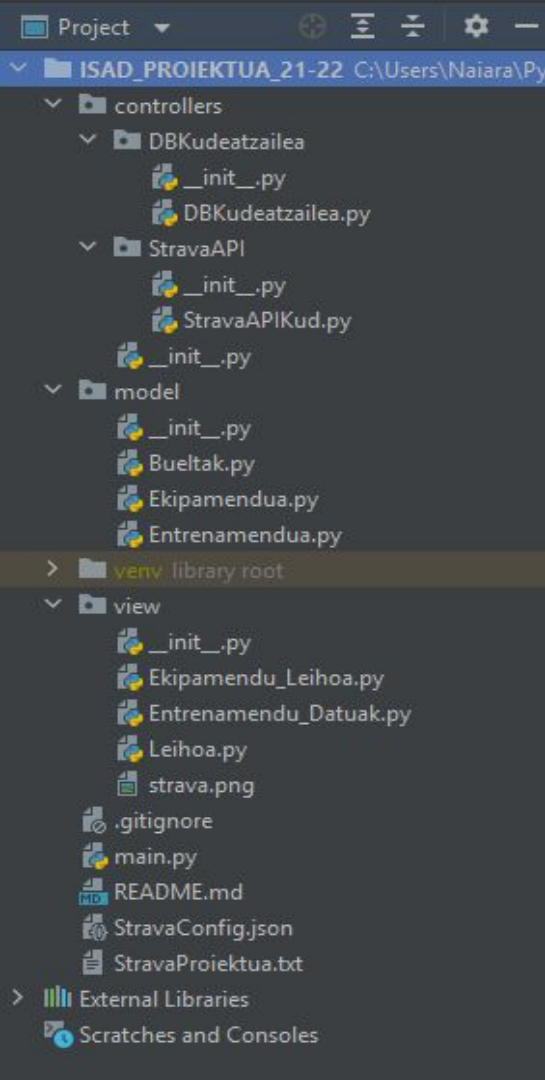 Project
ISAD_PROIEKTUA_21-22 C:\Users\Naiara\Py
controllers
DBKudeatzailea
__init__.py
DBKudeatzailea.py
StravaAPI
__init__.py
StravaAPIKud.py
__init__.py
model
__init__.py
Bueltak.py
Ekipamendua.py
Entrenamendua.py
venv library root
view
__init__.py
Ekipamendu_Leihoa.py
Entrenamendu_Datuak.py
Leihoa.py
strava.png
.gitignore
main.py
README.md
StravaConfig.json
StravaProiektua.txt
External Libraries
Scratches and Consoles